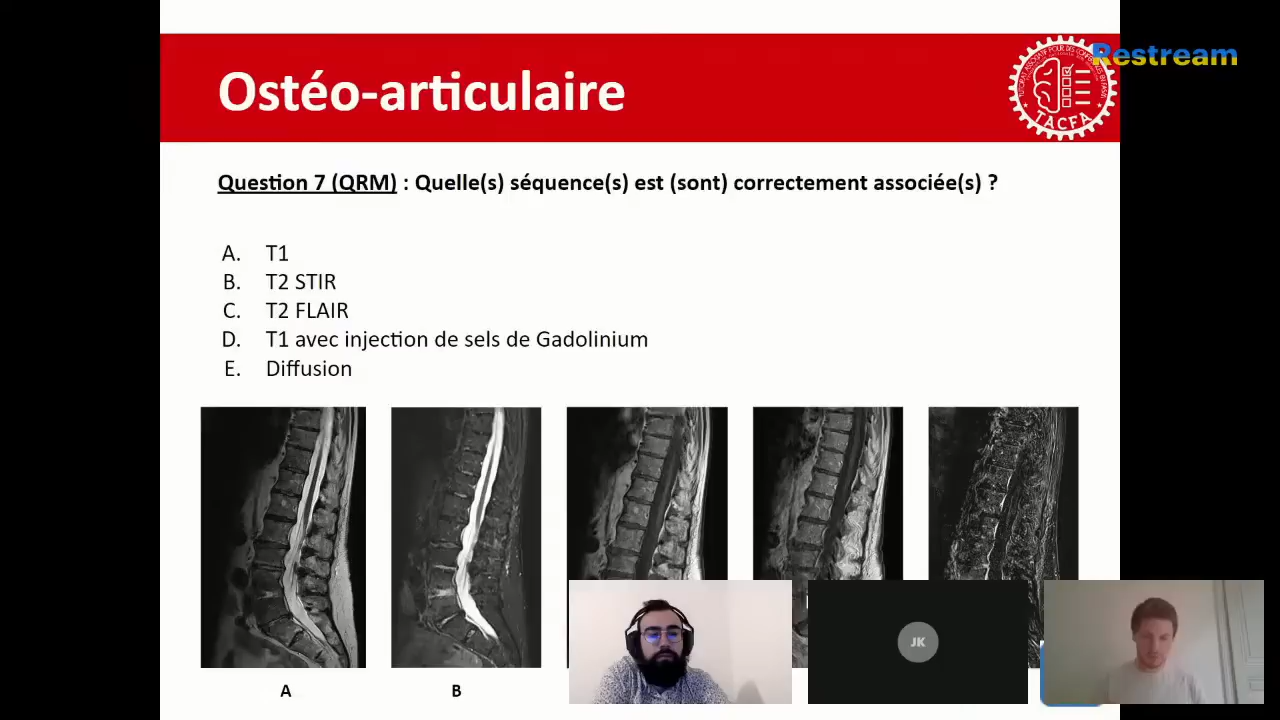 Ostéo-articulaire
Restream
TACFA
Question 7 (QRM) : Quelle(s) séquence(s) est (sont) correctement associée(s) ?
A. T1
B. T2 STIR
C. T2 FLAIR
D. T1 avec injection de sels de Gadolinium
E. Diffusion
JK
A B